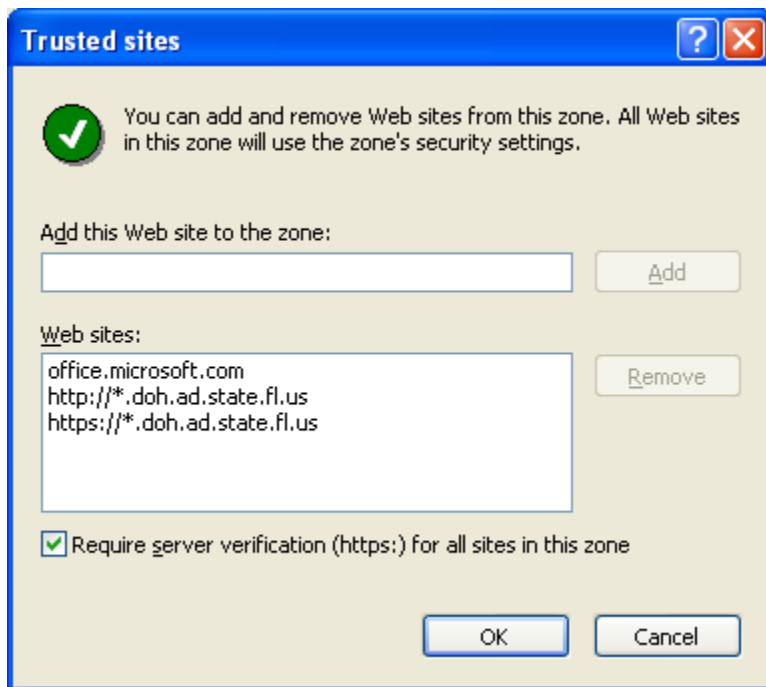 Trusted sites
You can add and remove Web sites from this zone. All Web sites
in this zone will use the zone's security settings.
Add this Web site to the zone:
Add
Web sites:
office.microsoft.com
http://*.doh.ad.state.fl.us
https://*.doh.ad.state.fl.us
Remove
Require server verification (https:) for all sites in this zone
OK
Cancel